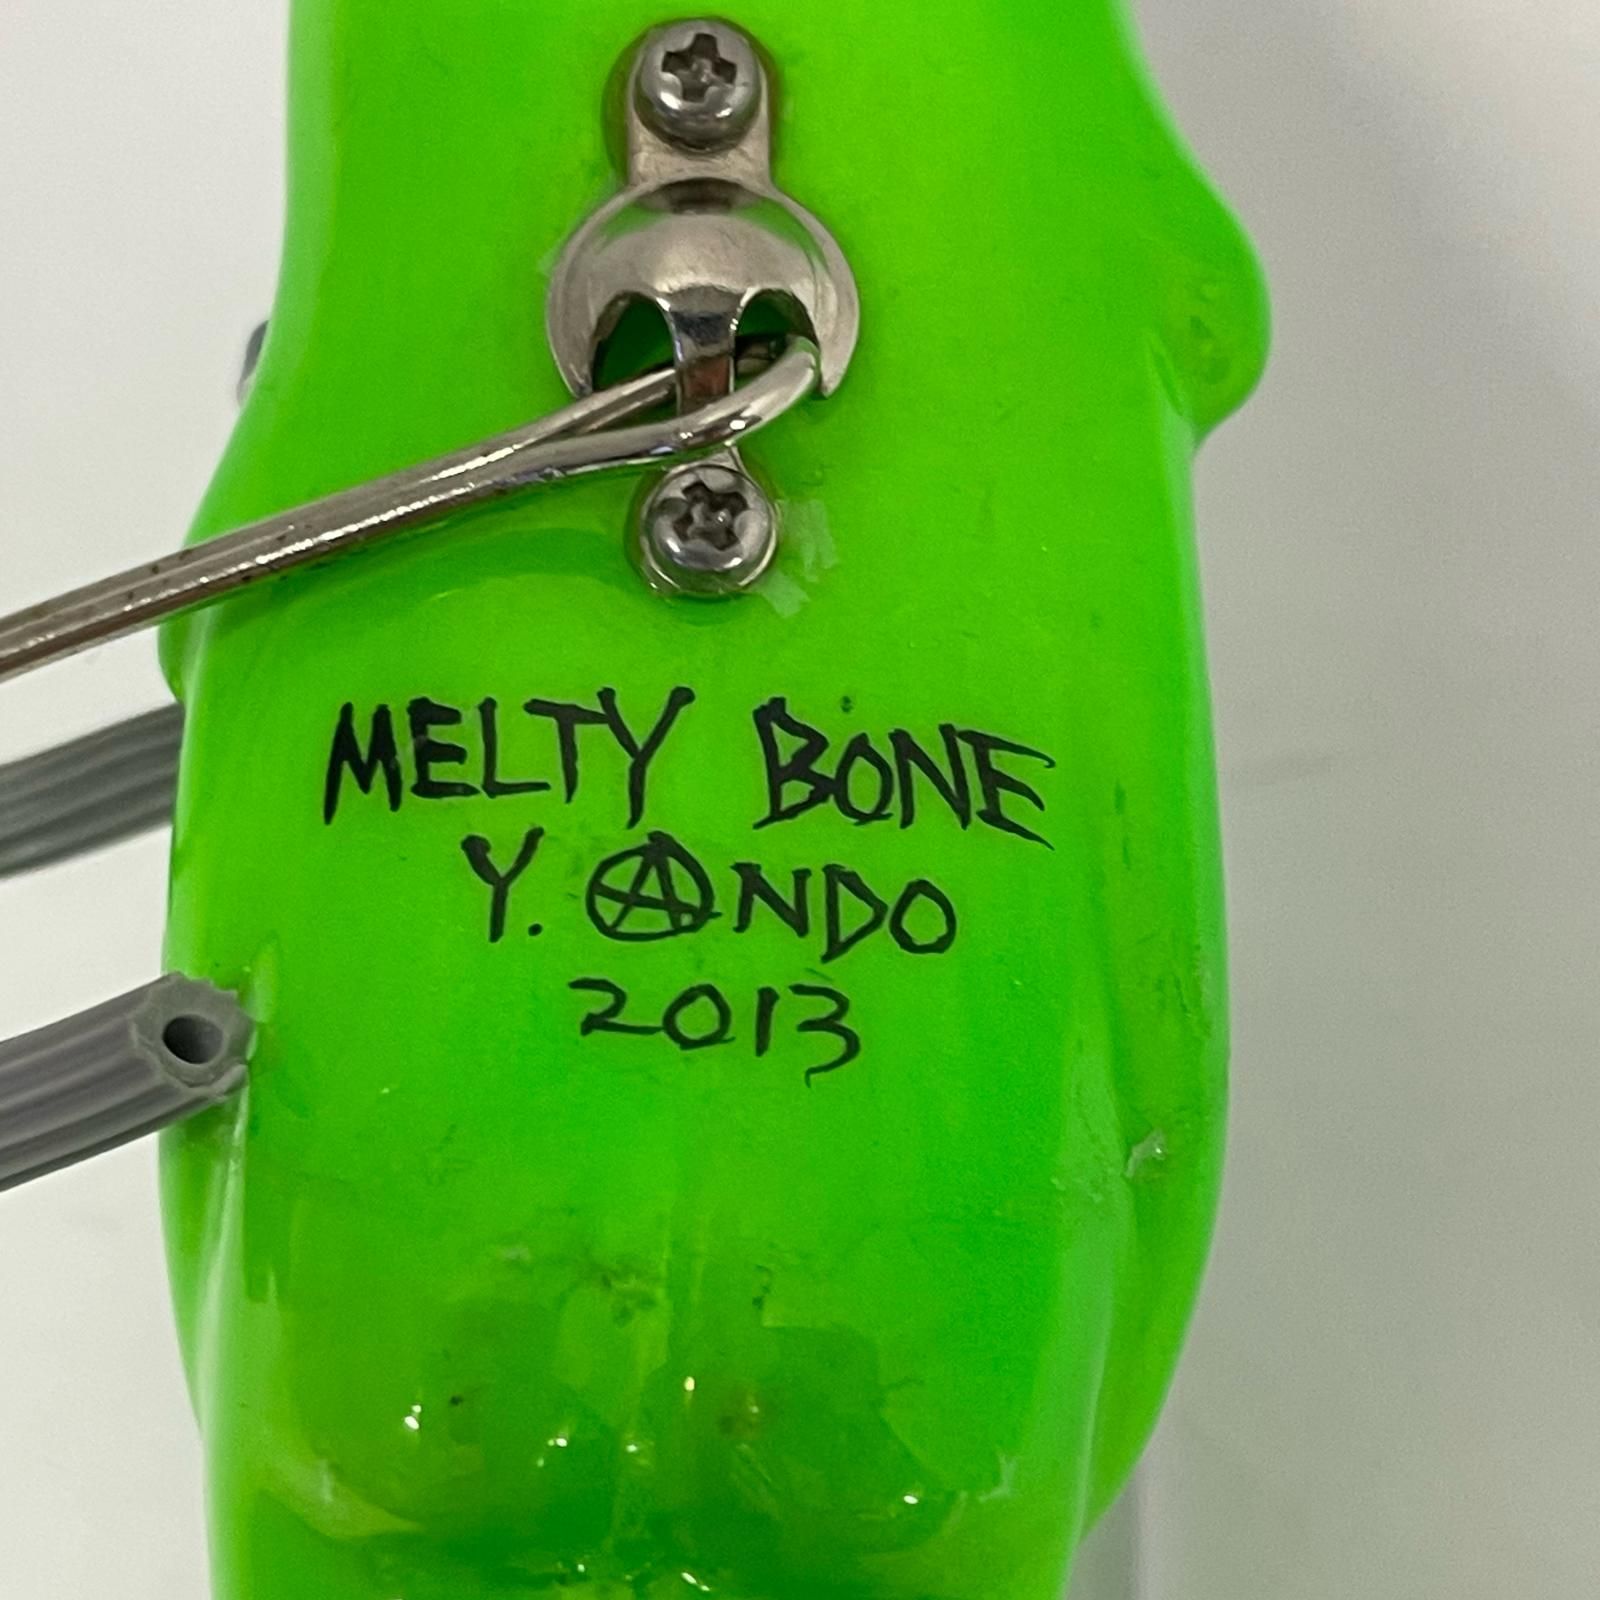 MELTY BONE
Y. ANDO
2013